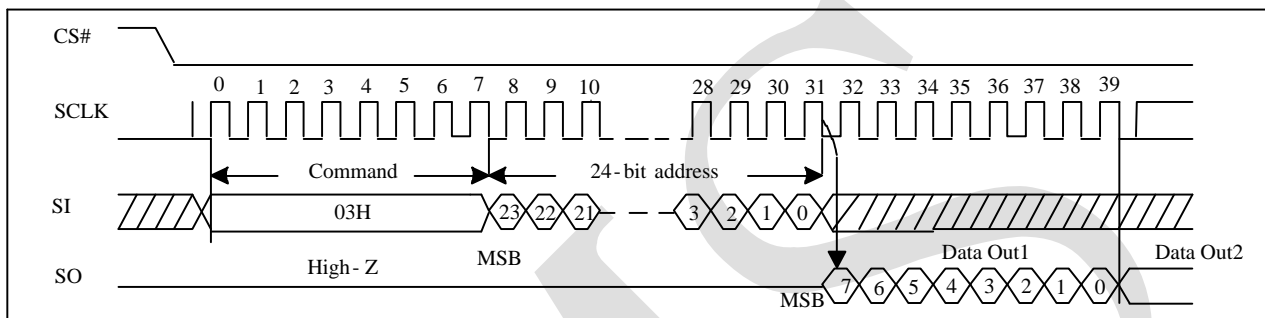 CS#
0 1 2 3 4 5 6 7 8 9 10 28 29 30 31 32 33 34 35 36 37 38 39
SCLK
Command 24-bit address
SI 03H 23 22 21 3 2 1 0
High-Z MSB Data Out1 Data Out2
SO MSB 7 6 5 4 3 2 1 0